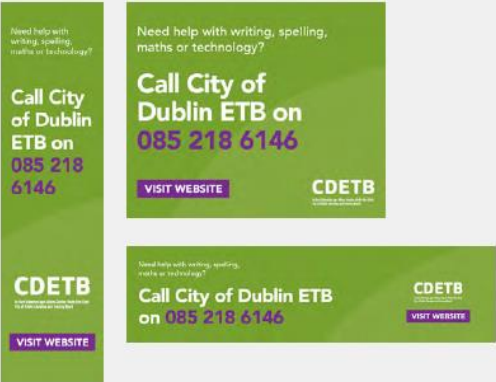 Need help with
writing, spelling,
maths or technology?
Call City
of Dublin
ETB on
085 218
6146
CDETB
VISIT WEBSITE
Need help with writing, spelling,
maths or technology?
Call City of
Dublin ETB on
085 218 6146
VISIT WEBSITE
CDETB
Need help with writing, spelling,
maths or technology?
Call City of Dublin ETB
on 085 218 6146
CDETB
VISIT WEBSITE